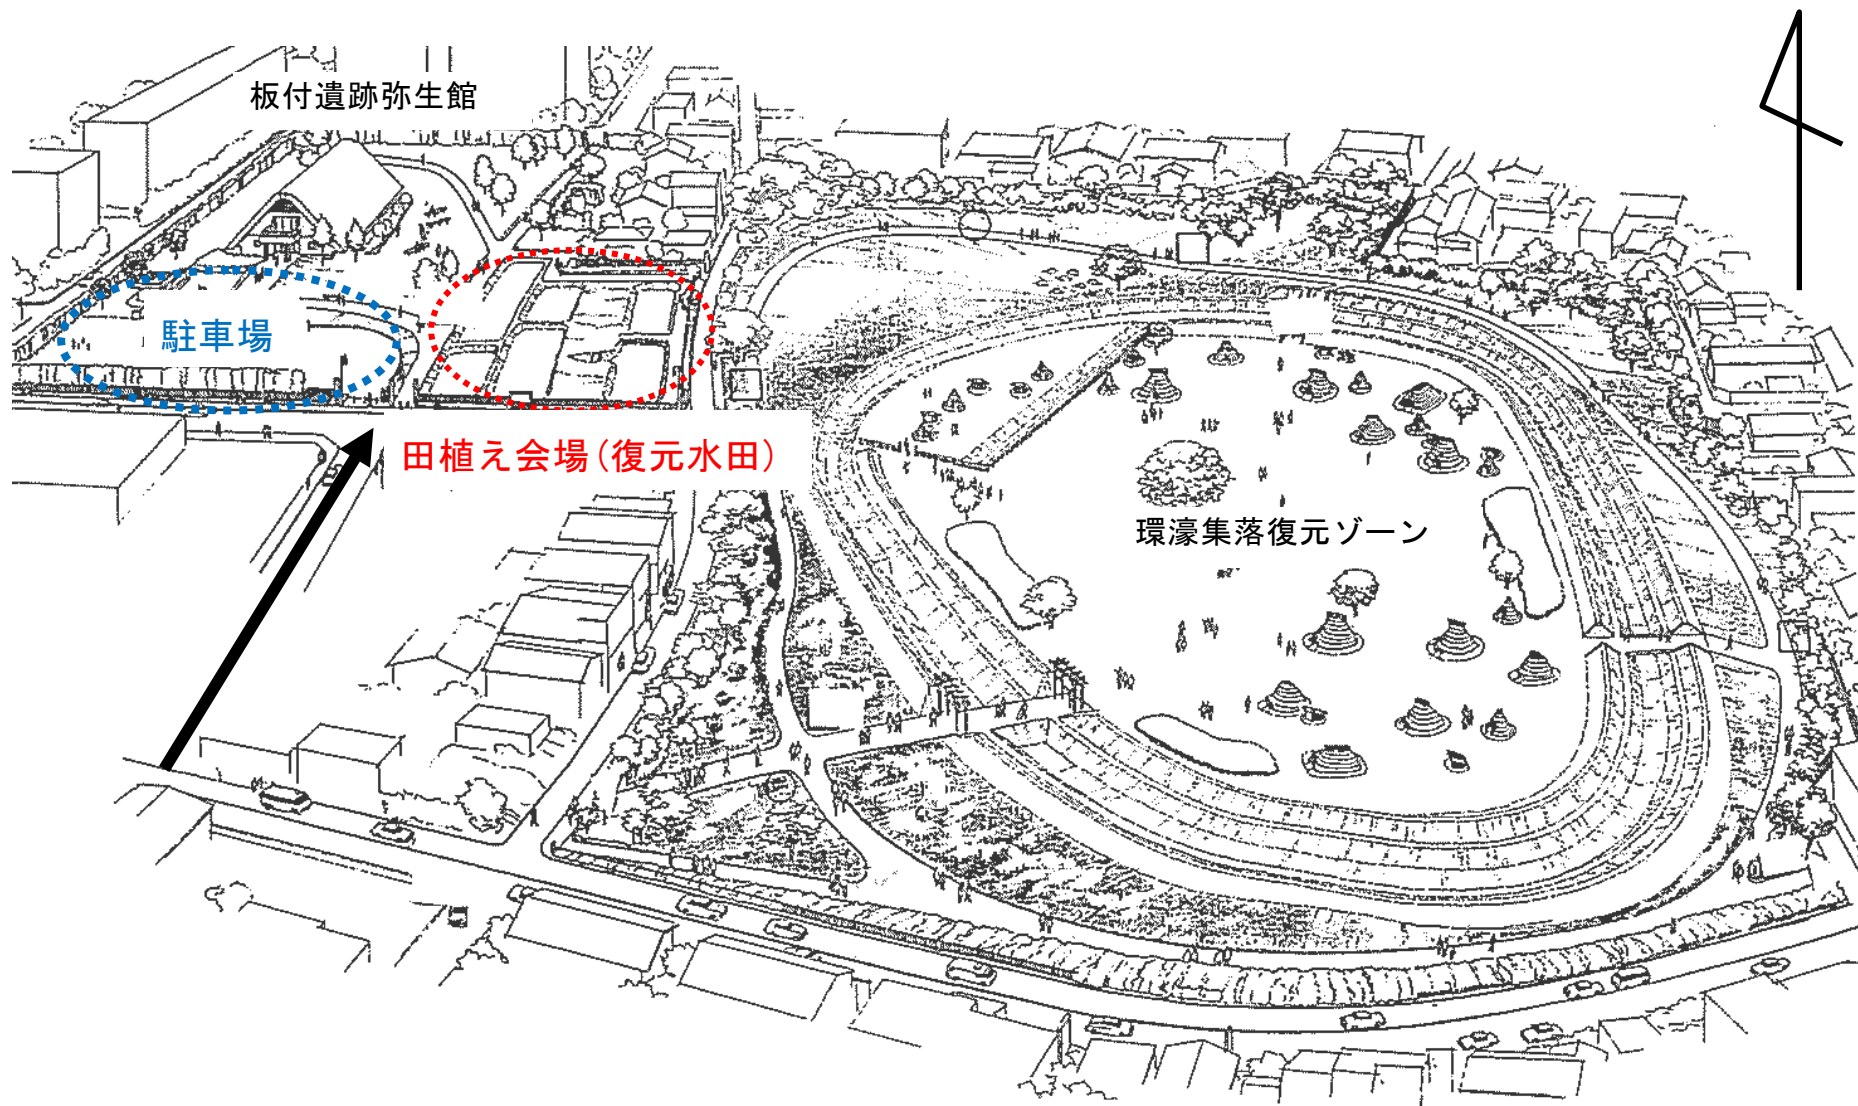 板付遺跡弥生館
駐車場
田植え会場(復元水田)
環濠集落復元ゾーン